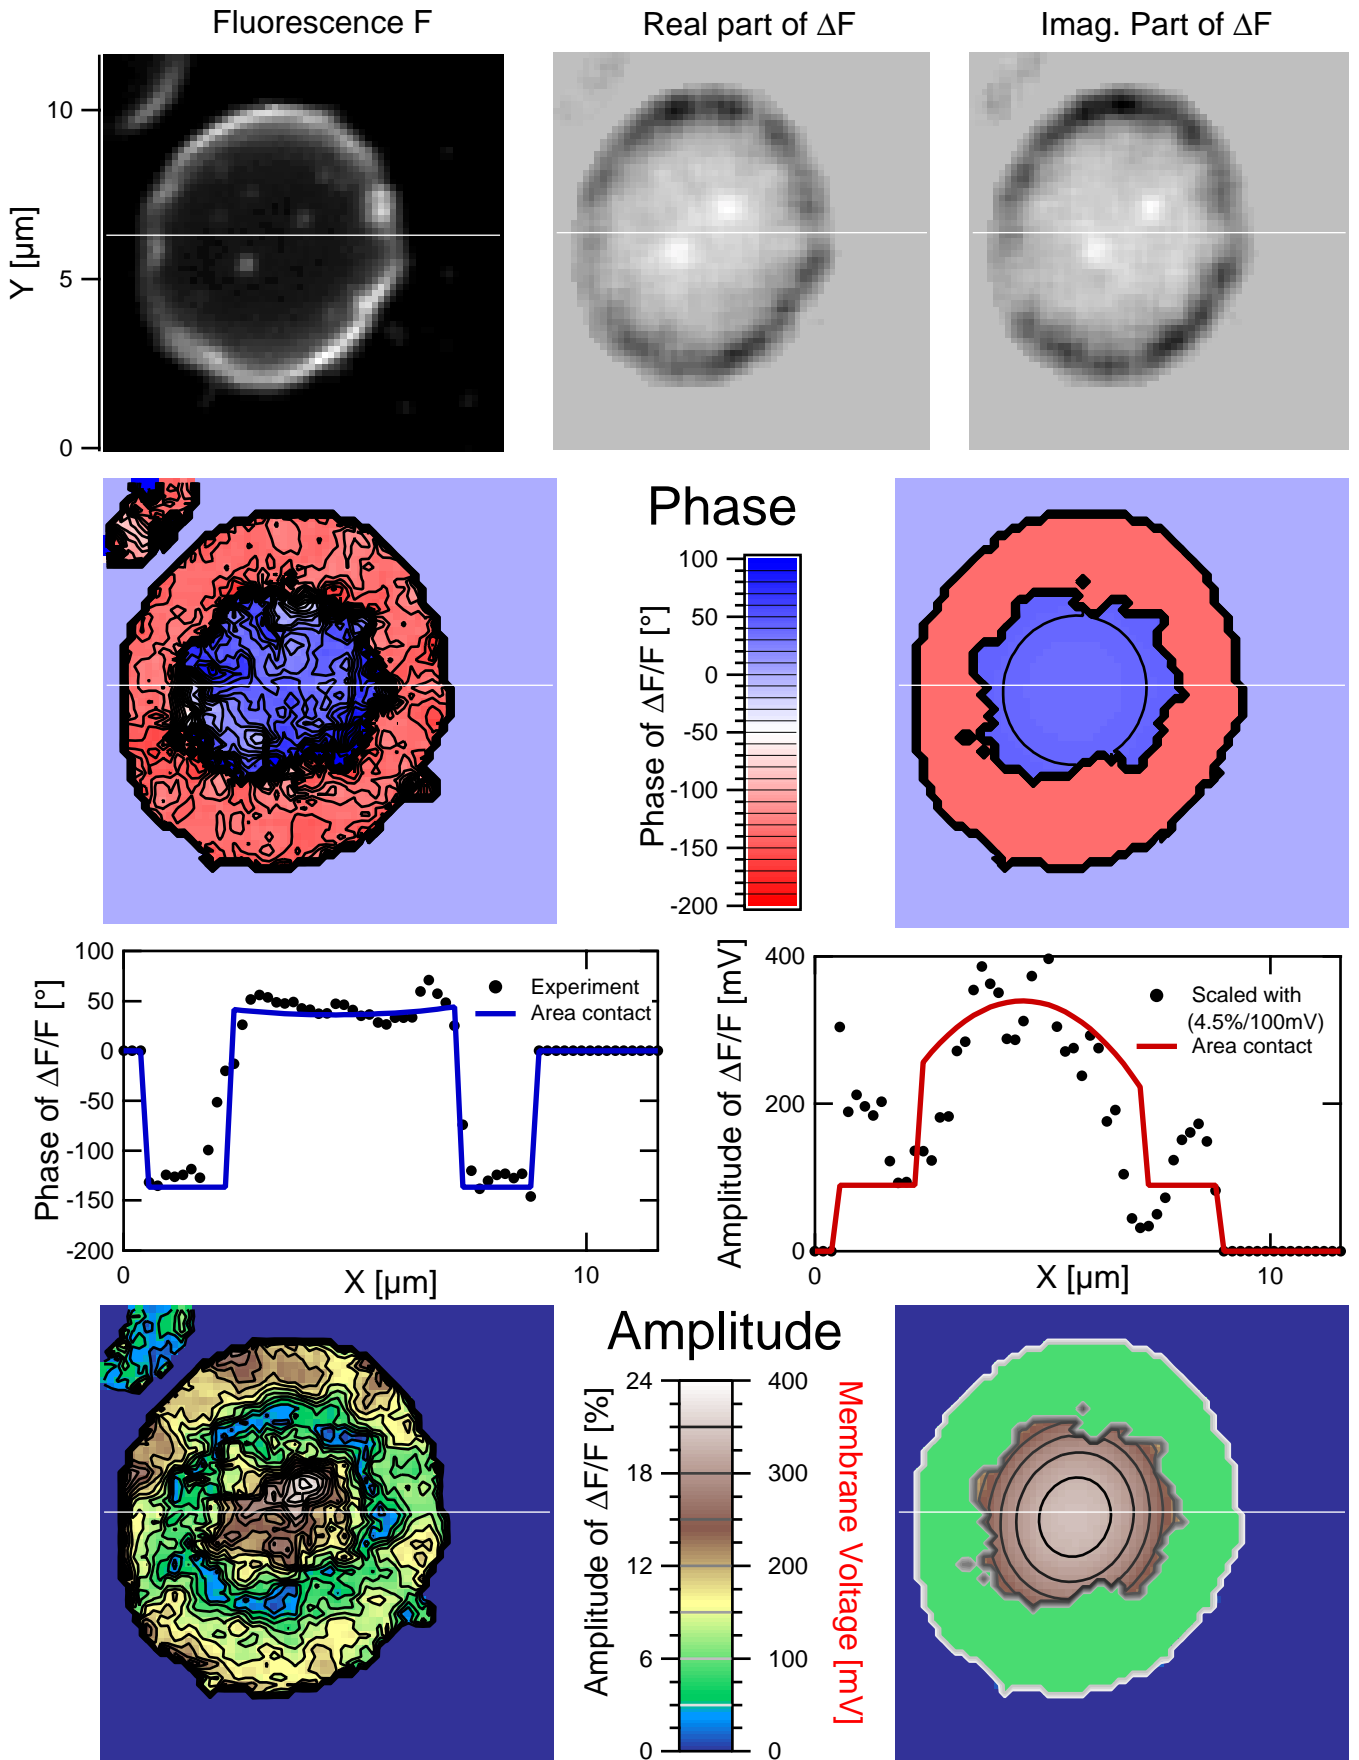 Fluorescence F
Real part of ΔF
Imag. Part of ΔF
Y [µm]
10
5
0
Phase
Phase of ΔF/F [°]
100
50
0
-50
-100
-150
-200
Phase of ΔF/F [°]
100
50
0
-50
-100
-150
-200
Experiment
Area contact
0
10
X [µm]
Amplitude of ΔF/F [mV]
400
200
0
Scaled with
(4.5%/100mV)
Area contact
0
10
X [µm]
Amplitude
Amplitude of ΔF/F [%]
24
18
12
6
0
400
300
200
100
0
Membrane Voltage [mV]